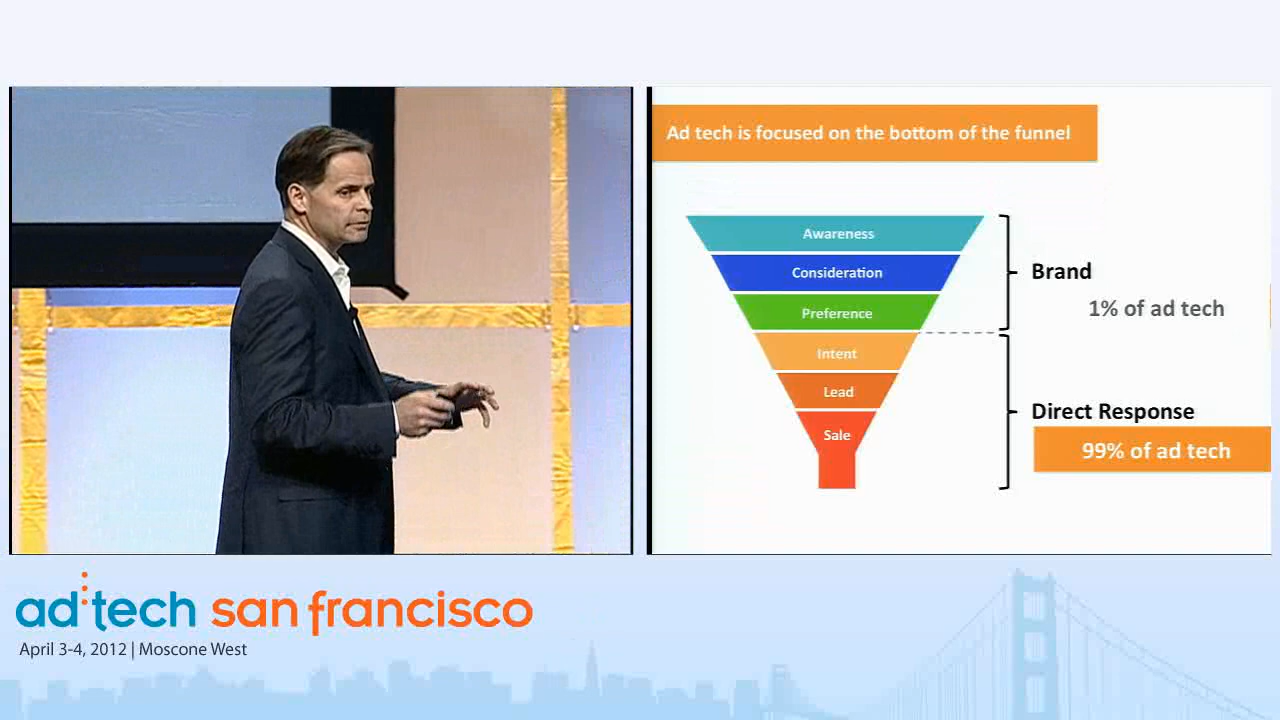 Ad tech is focused on the bottom of the funnel
Awareness
Consideration
Preference
Intent
Lead
Sale
Brand
1% of ad tech
Direct Response
99% of ad tech
ad:tech san francisco
April 3-4, 2012 | Moscone West